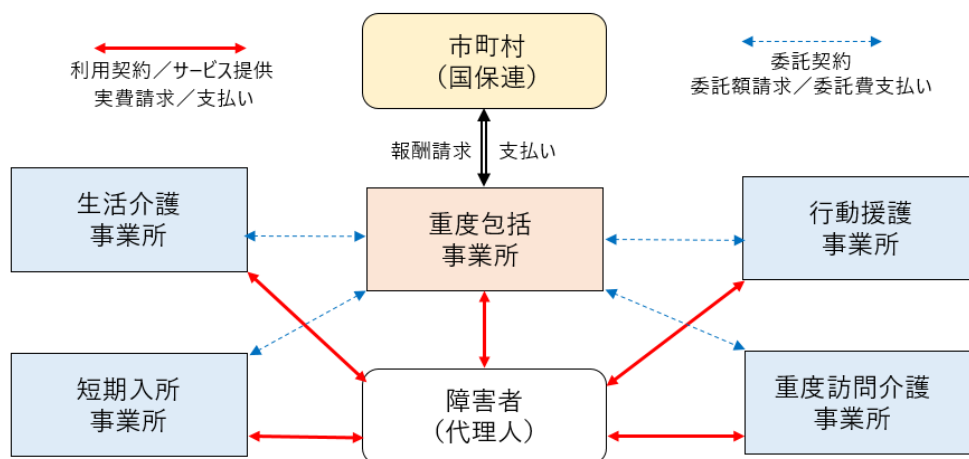 利用契約／サービス提供
実費請求／支払い
市町村
（国保連）
委託契約
委託額請求／委託費支払い
報酬請求　支払い
生活介護
事業所
重度包括
事業所
行動援護
事業所
短期入所
事業所
障害者
（代理人）
重度訪問介護
事業所